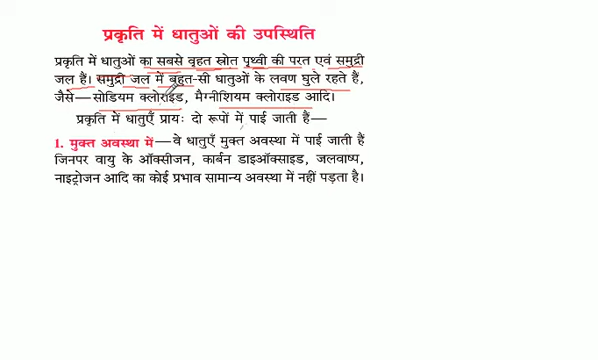 प्रकृति में धातुओं की उपस्थिति
प्रकृति में धातुओं का सबसे वृहत स्रोत पृथ्वी की परत एवं समुद्री
जल हैं। समुद्री जल में बृहत-सी धातुओं के लवण घुले रहते हैं,
जैसे— सोडियम क्लोराइड, मैग्नीशियम क्लोराइड आदि।
प्रकृति में धातुएँ प्रायः दो रूपों में पाई जाती हैं—
1. मुक्त अवस्था में— वे धातुएँ मुक्त अवस्था में पाई जाती हैं
जिनपर वायु के ऑक्सीजन, कार्बन डाइऑक्साइड, जलवाष्प,
नाइट्रोजन आदि का कोई प्रभाव सामान्य अवस्था में नहीं पड़ता है।